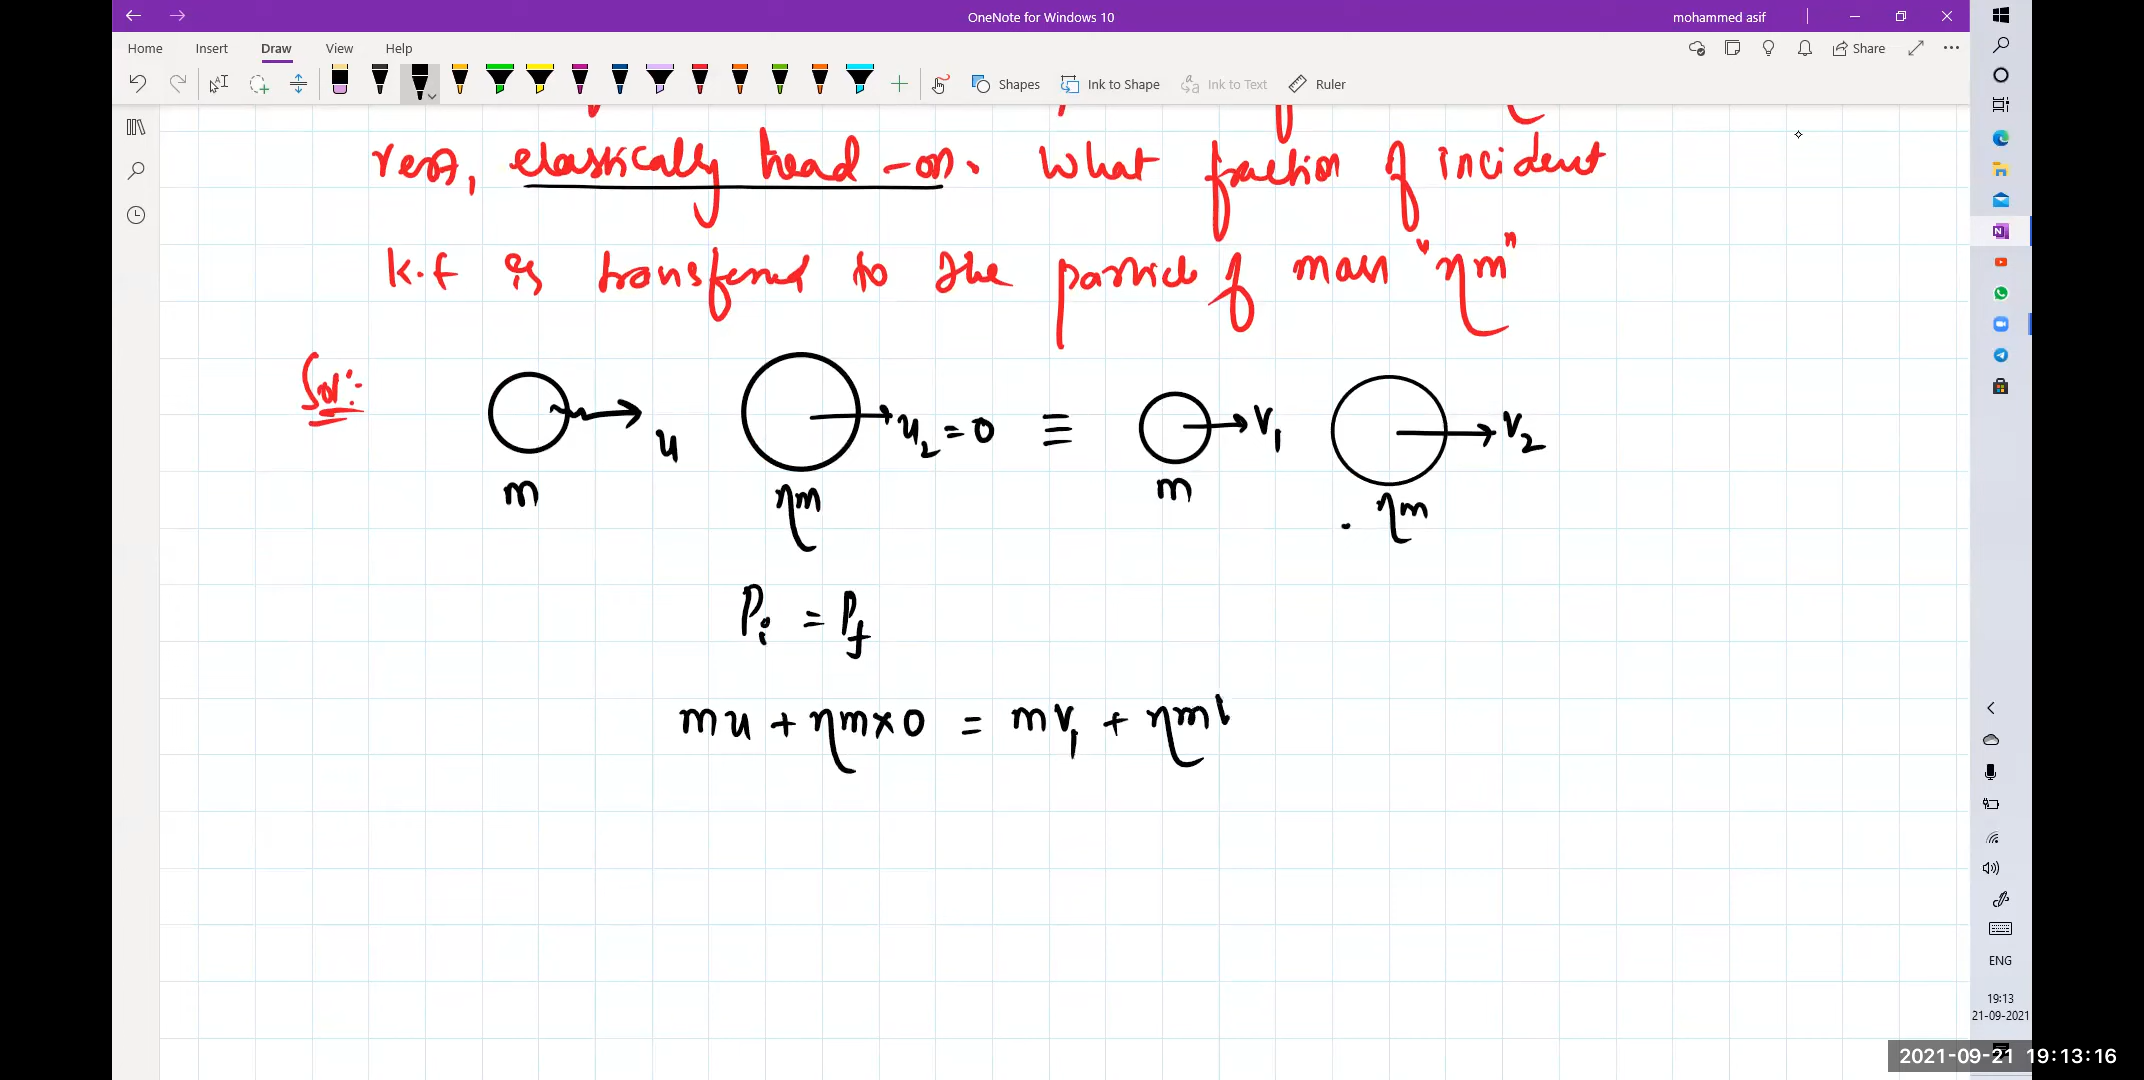 OneNote for Windows 10
mohammed asif
Home Insert Draw View Help
Share
Shapes Ink to Shape Ink to Text Ruler
rest, elastically head-on. What fraction of incident
K.E is transferred to the particle of mass "ηm"
Sol:
u u₂ = 0 ≡ v₁ v₂
m ηm m ηm
Pi = Pf
mu + ηm×0 = mv₁ + ηm
ENG
19:13
21-09-2021
2021-09-21 19:13:16